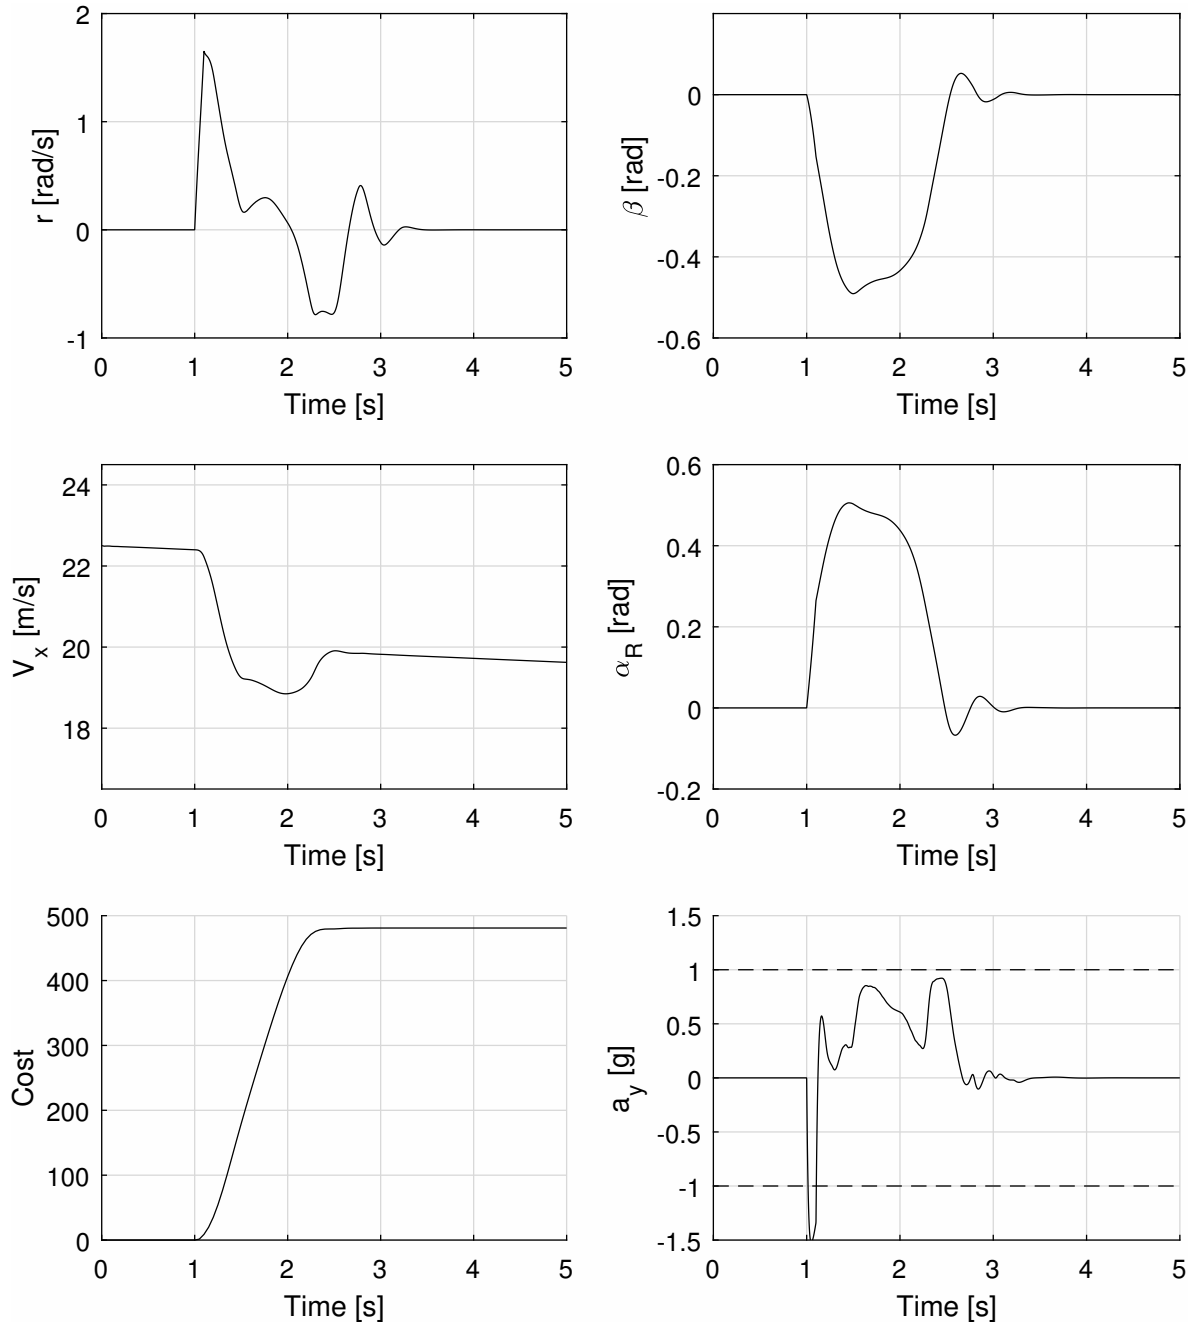 r [rad/s]
2
1
0
-1
0 1 2 3 4 5
Time [s]
β [rad]
0
-0.2
-0.4
-0.6
0 1 2 3 4 5
Time [s]
V_x [m/s]
24
22
20
18
0 1 2 3 4 5
Time [s]
α_R [rad]
0.6
0.4
0.2
0
-0.2
0 1 2 3 4 5
Time [s]
Cost
500
400
300
200
100
0
0 1 2 3 4 5
Time [s]
a_y [g]
1.5
1
0.5
0
-0.5
-1
-1.5
0 1 2 3 4 5
Time [s]